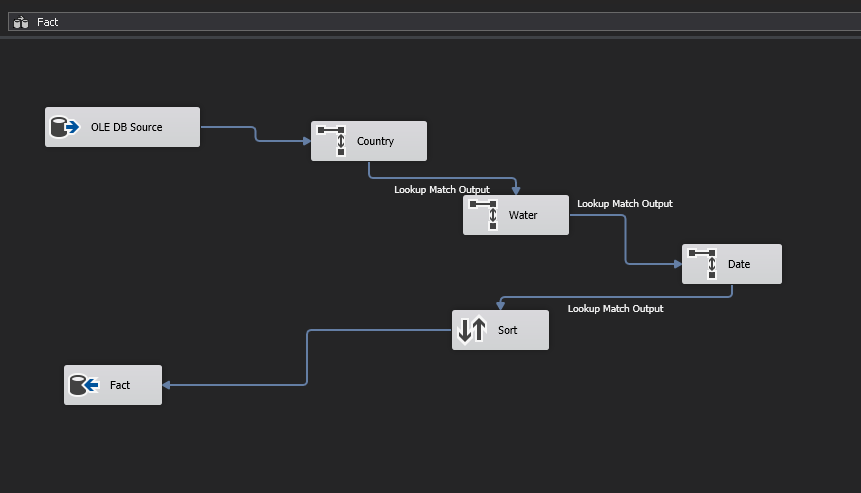 Fact
OLE DB Source
Country
Lookup Match Output
Water
Lookup Match Output
Date
Lookup Match Output
Sort
Fact